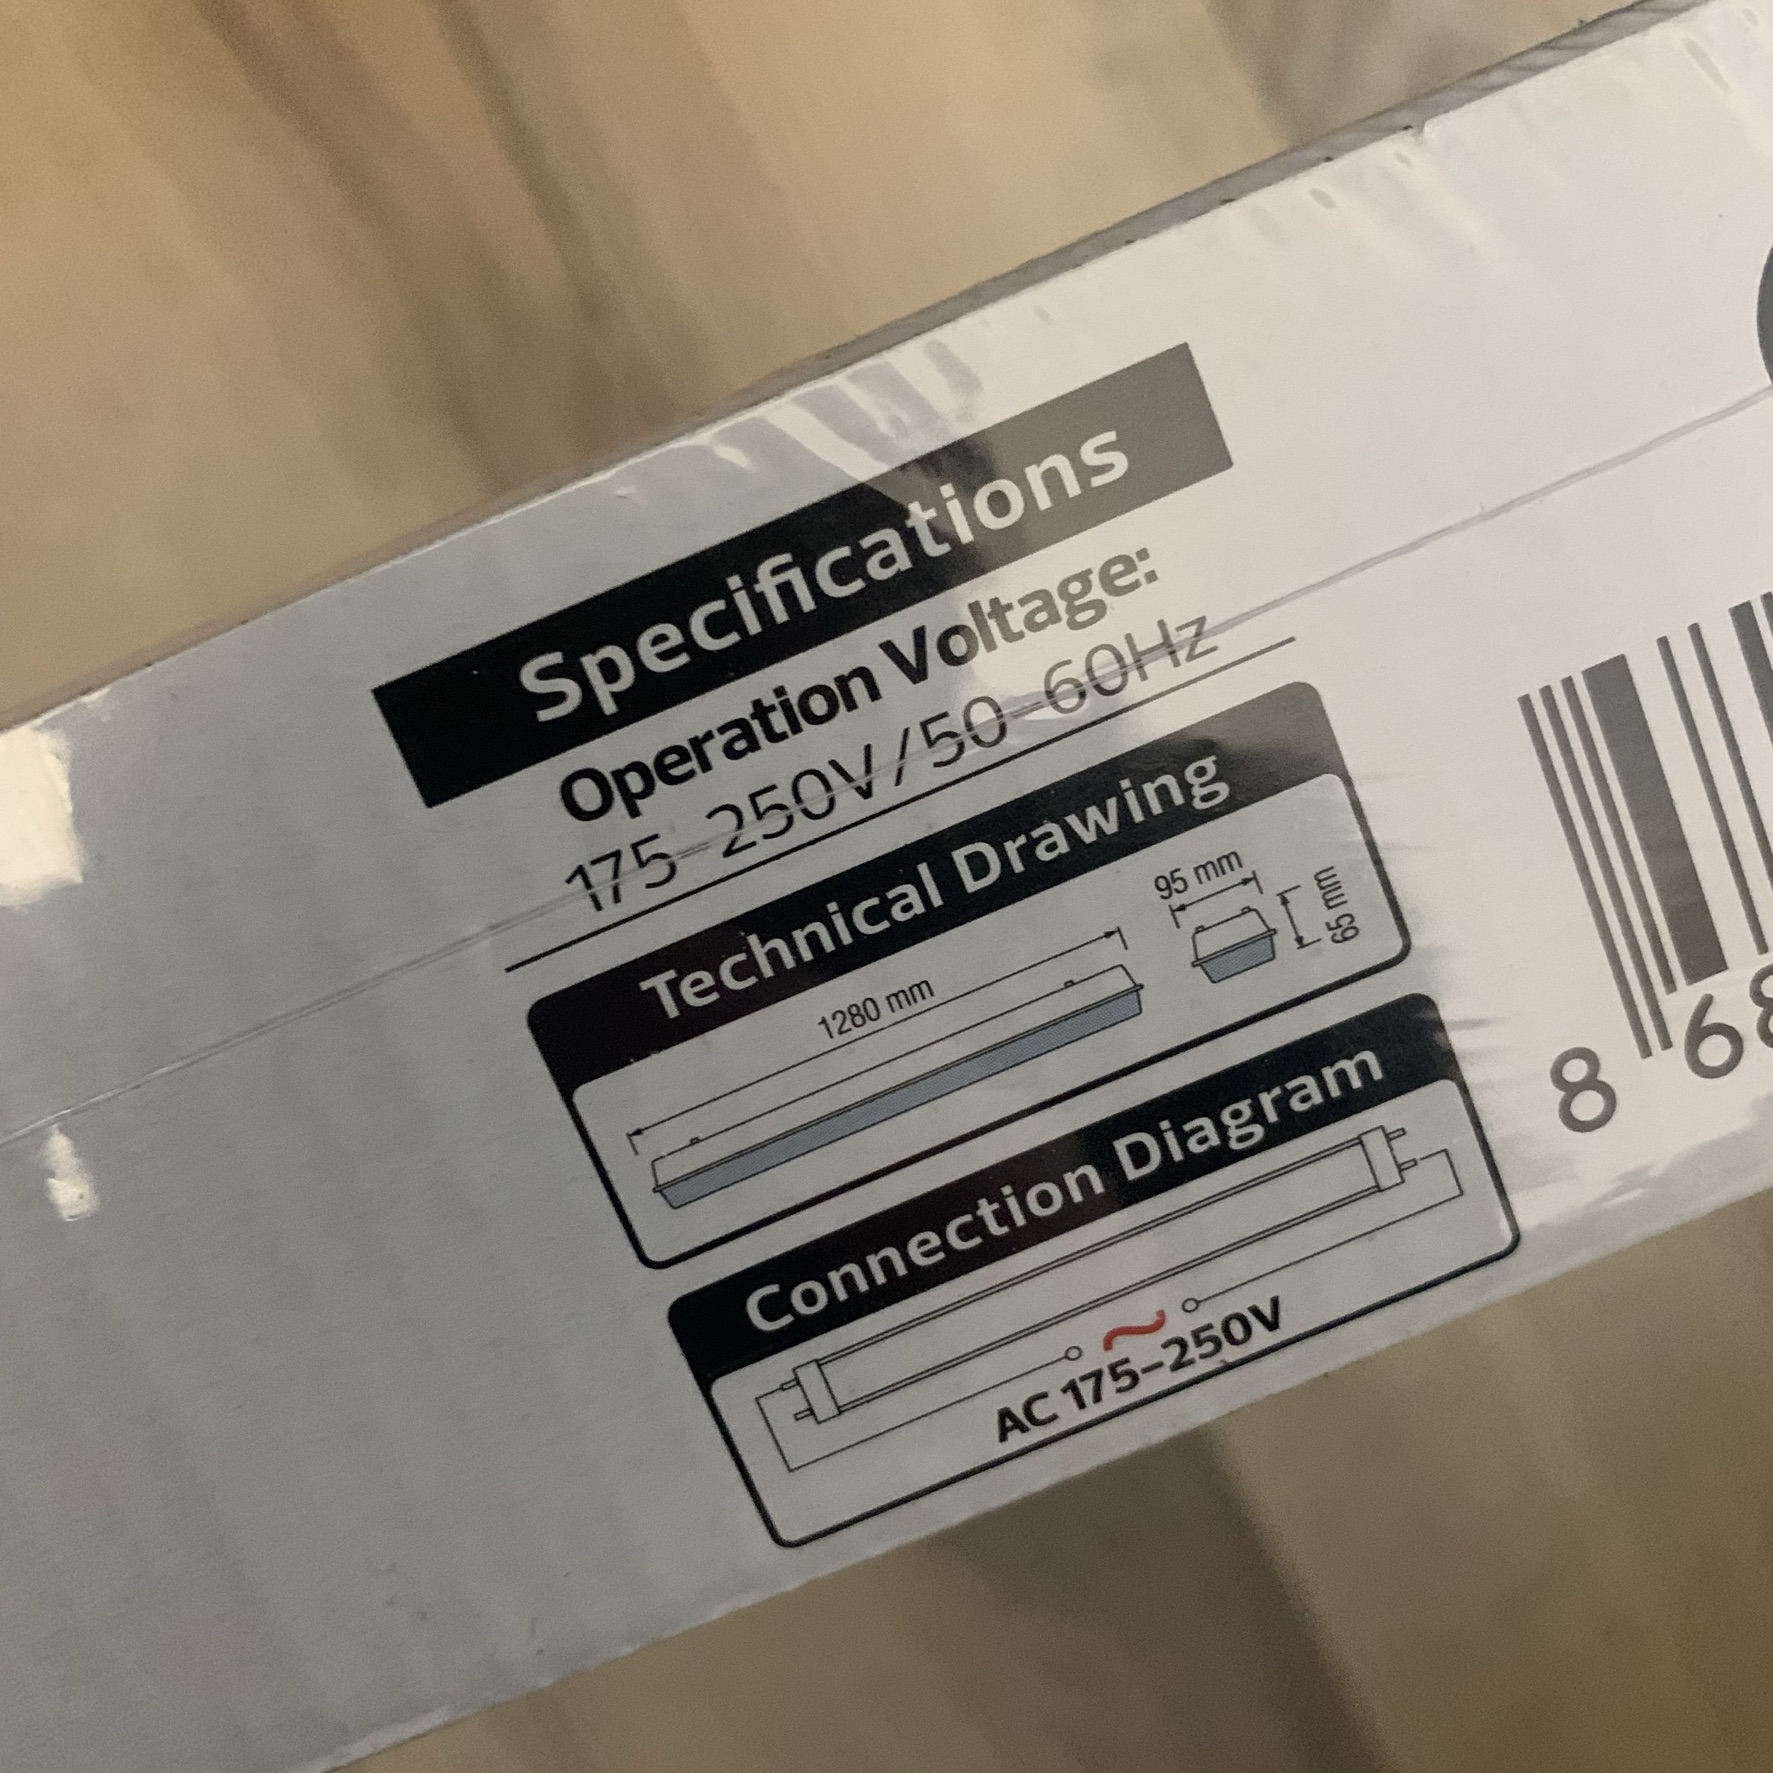 Specifications
Operation Voltage:
175-250V/50-60Hz
Technical Drawing
1280 mm
95 mm
65 mm
Connection Diagram
~
AC 175-250V
8 68